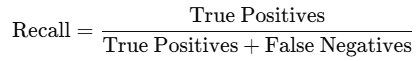 Recall = True Positives / True Positives + False Negatives